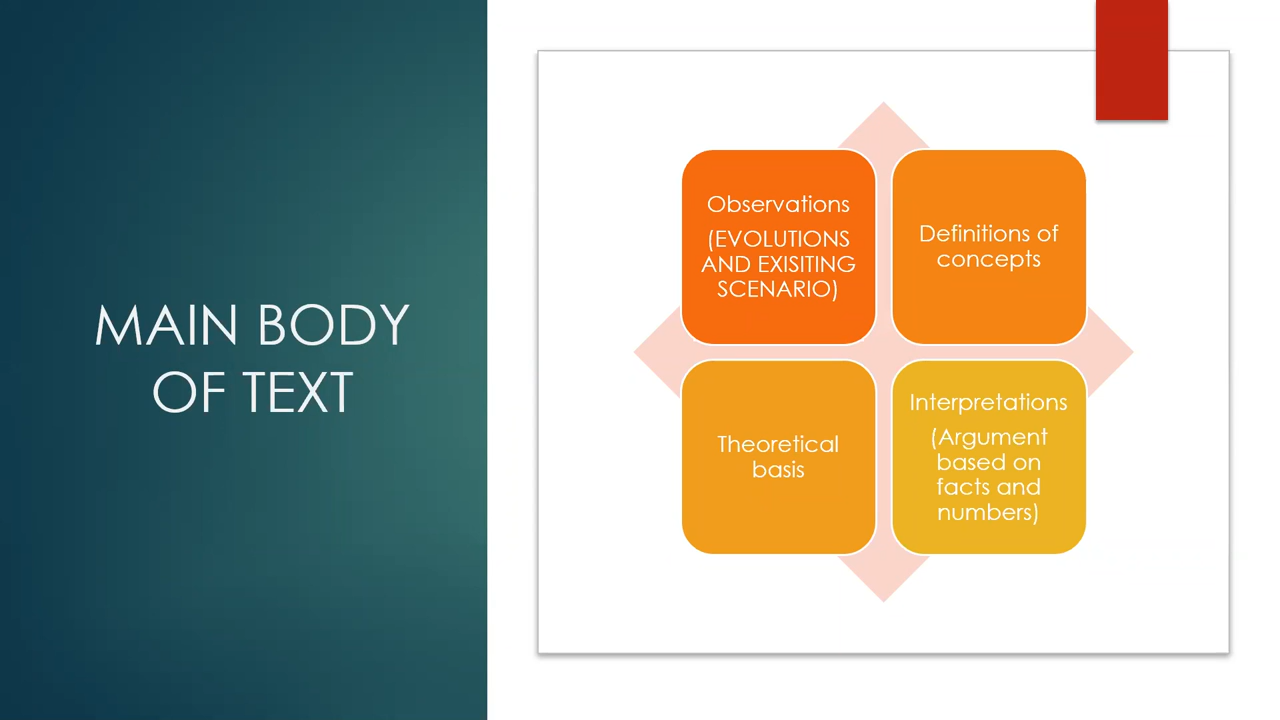 MAIN BODY
OF TEXT
Observations
(EVOLUTIONS
AND EXISITING
SCENARIO)
Definitions of
concepts
Theoretical
basis
Interpretations
(Argument
based on
facts and
numbers)